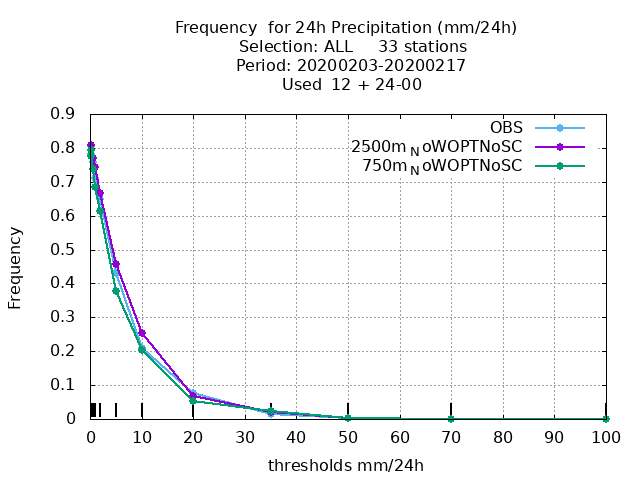 Frequency  for 24h Precipitation (mm/24h)
Selection: ALL     33 stations
Period: 20200203-20200217
Used  12 + 24-00
OBS
2500m_NoWOPTNoSC
750m_NoWOPTNoSC
Frequency
0.9
0.8
0.7
0.6
0.5
0.4
0.3
0.2
0.1
0
0 10 20 30 40 50 60 70 80 90 100
thresholds mm/24h